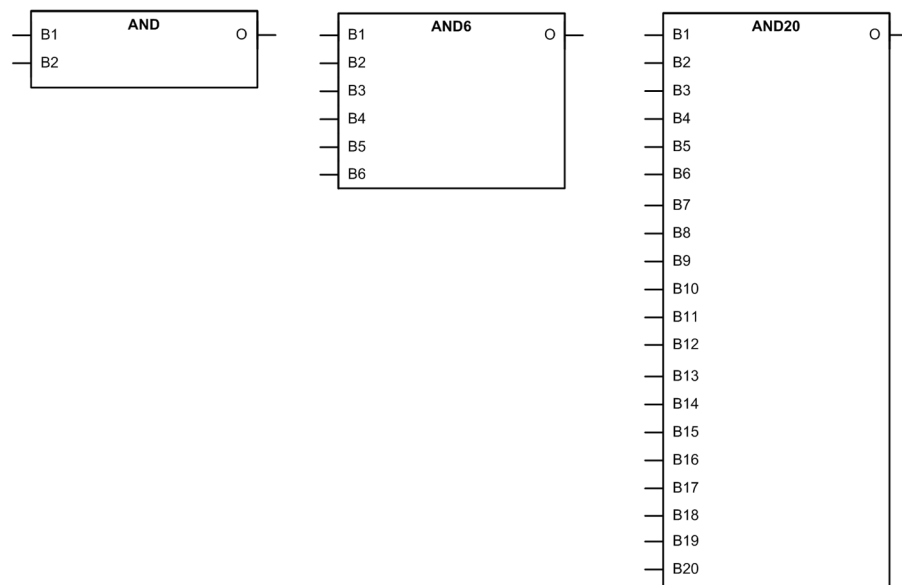 AND
B1 O
B2
AND6
B1 O
B2
B3
B4
B5
B6
AND20
B1 O
B2
B3
B4
B5
B6
B7
B8
B9
B10
B11
B12
B13
B14
B15
B16
B17
B18
B19
B20